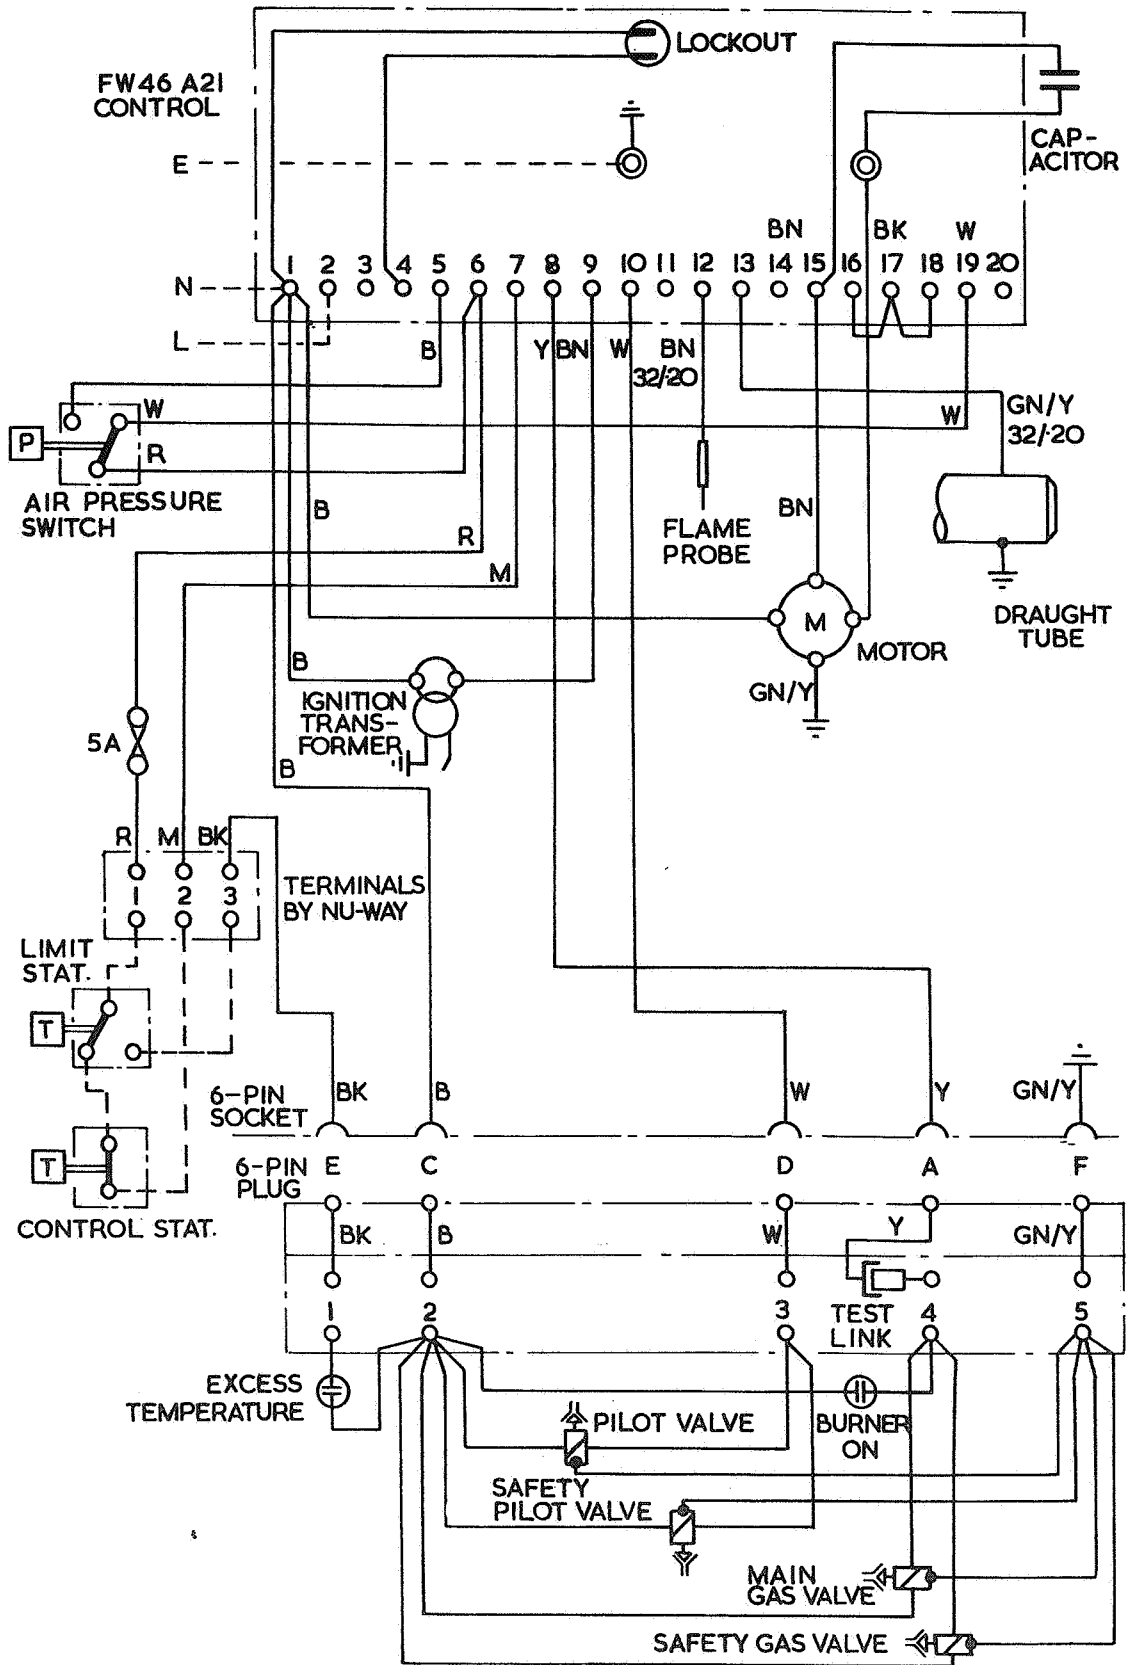 LOCKOUT
FW46 A21
CONTROL
CAP-
ACITOR
E
BN BK W
1 2 3 4 5 6 7 8 9 10 11 12 13 14 15 16 17 18 19 20
N
L
B Y BN W BN
32/·20
W
W
GN/Y
32/·20
P
R
AIR PRESSURE
SWITCH
B
BN
FLAME
PROBE
R
M
DRAUGHT
TUBE
M
MOTOR
B
GN/Y
IGNITION
TRANS-
FORMER
5A
B
R M BK
1 2 3
TERMINALS
BY NU-WAY
LIMIT
STAT.
T
6-PIN
SOCKET
BK B W Y GN/Y
T
6-PIN
PLUG
E C D A F
CONTROL STAT.
BK B W Y GN/Y
1 2 3 4 5
TEST
LINK
EXCESS
TEMPERATURE
PILOT VALVE
BURNER
ON
SAFETY
PILOT VALVE
MAIN
GAS VALVE
SAFETY GAS VALVE